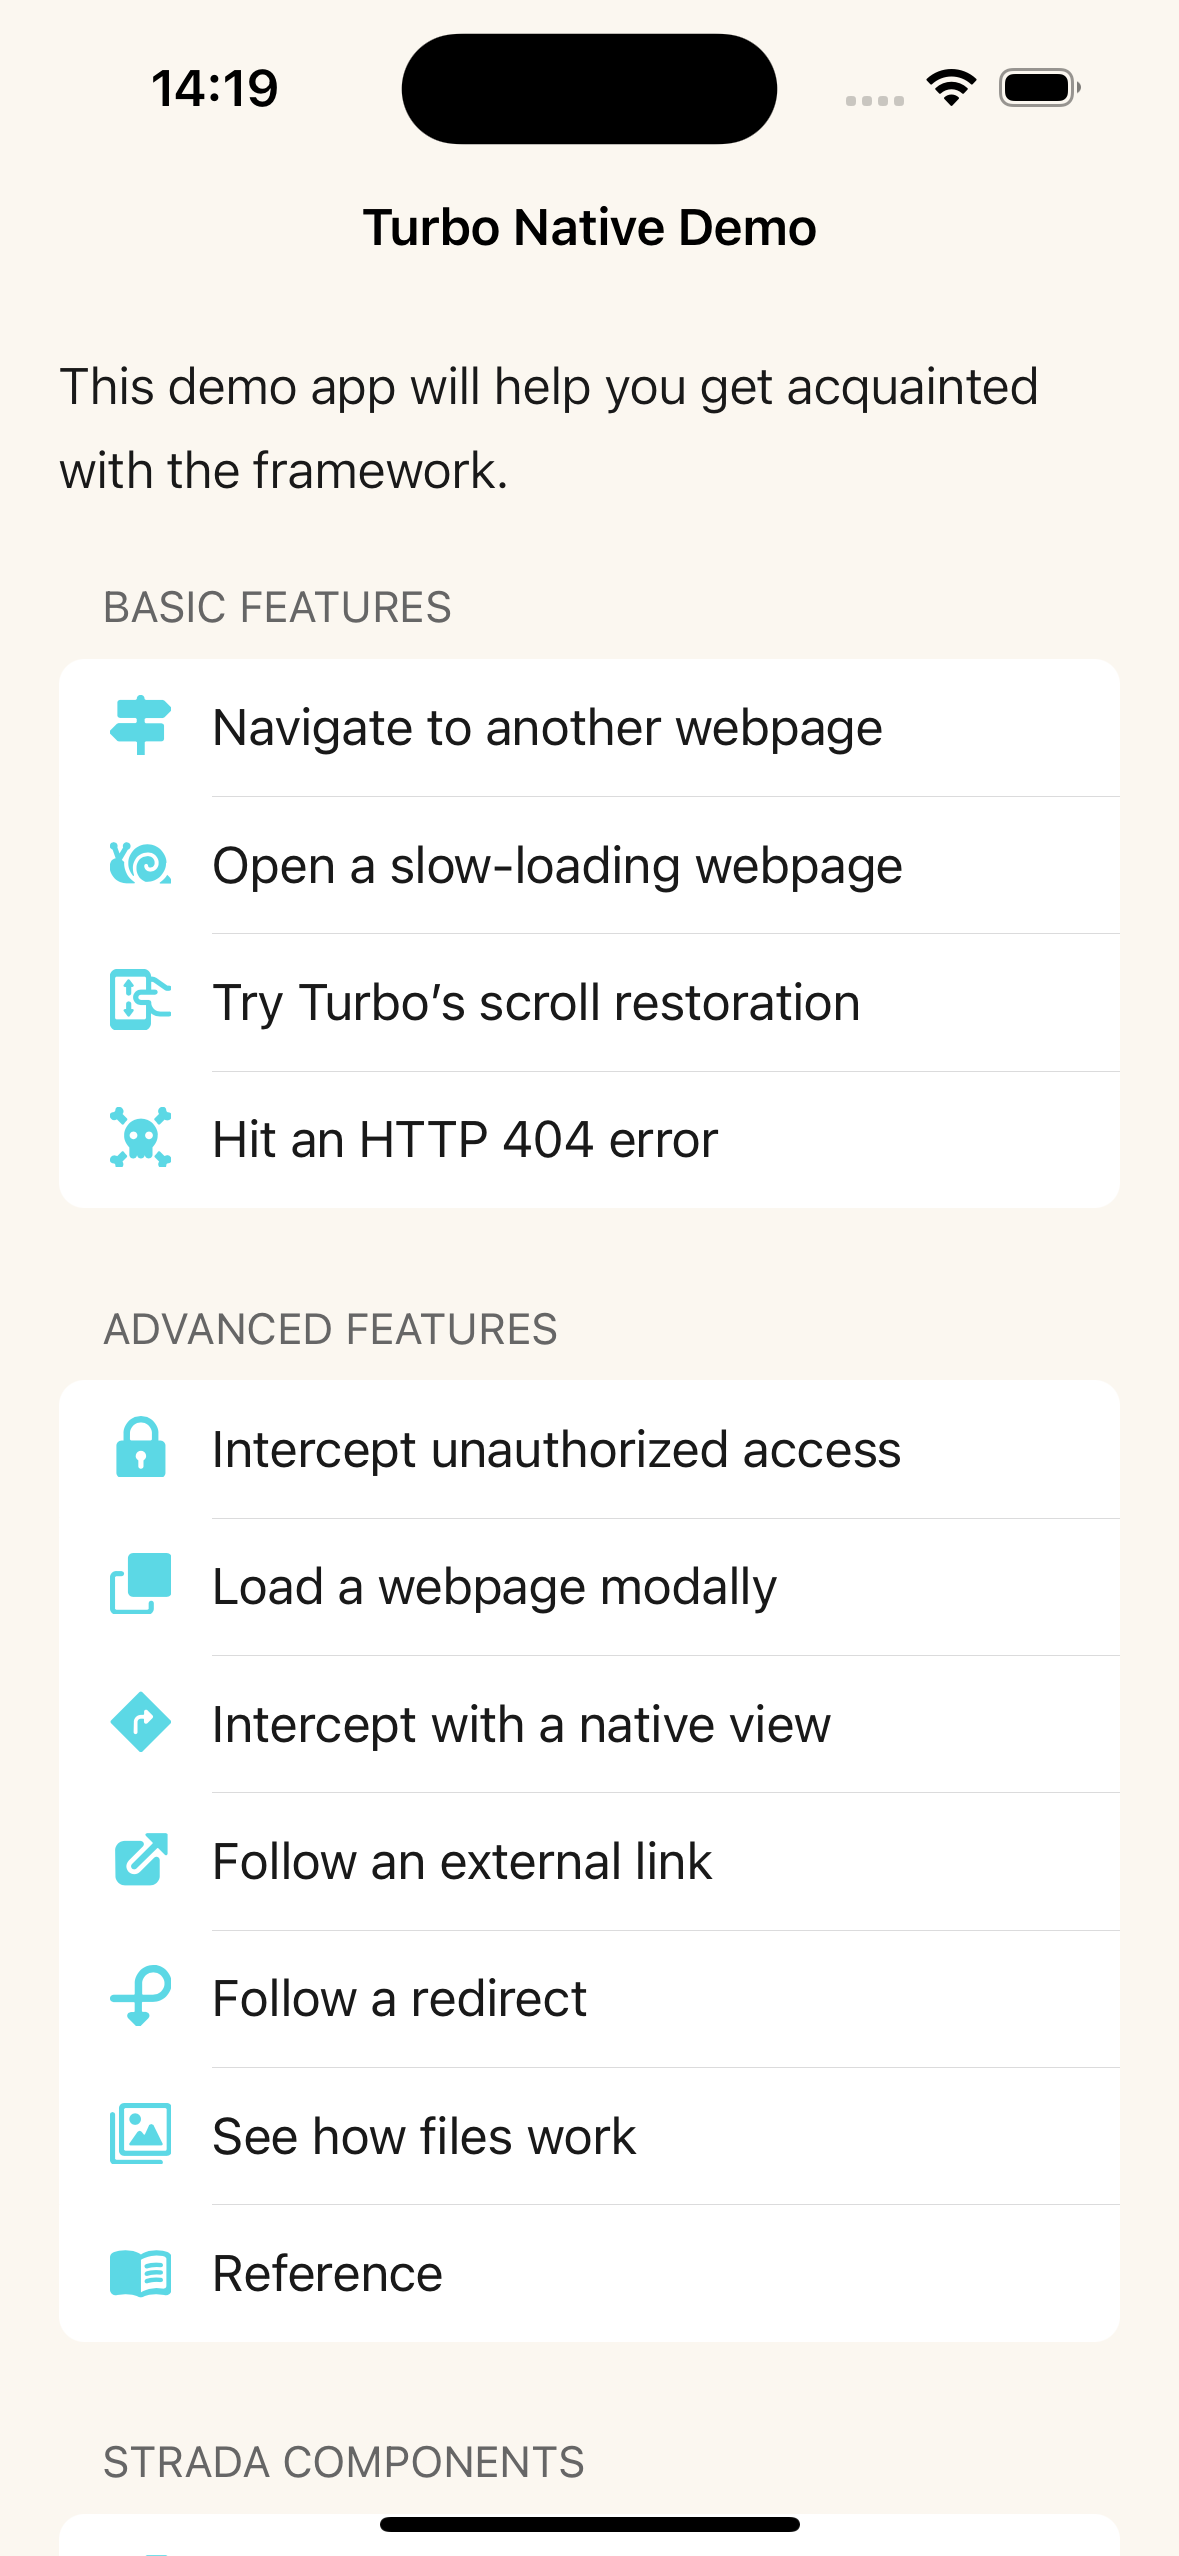 14:19
Turbo Native Demo
This demo app will help you get acquainted
with the framework.
BASIC FEATURES
Navigate to another webpage
Open a slow-loading webpage
Try Turbo’s scroll restoration
Hit an HTTP 404 error
ADVANCED FEATURES
Intercept unauthorized access
Load a webpage modally
Intercept with a native view
Follow an external link
Follow a redirect
See how files work
Reference
STRADA COMPONENTS